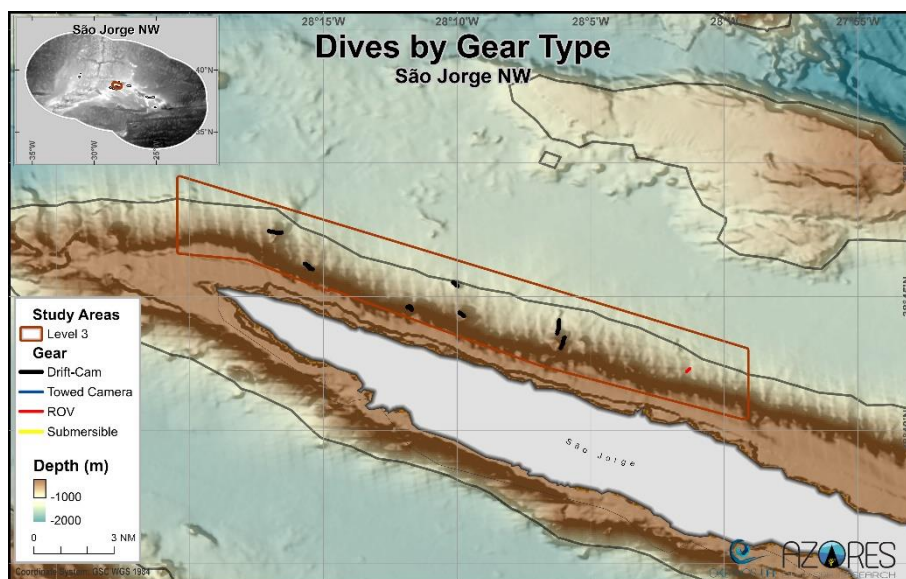 São Jorge NW
40°N
35°N
35°W
30°W
25°W
28°15'W
28°10'W
28°5'W
28°0'W
27°55'W
Dives by Gear Type
São Jorge NW
Study Areas
Level 3
Gear
Drift-Cam
Towed Camera
ROV
Submersible
Depth (m)
-1000
-2000
0
3 NM
São Jorge
AZORES